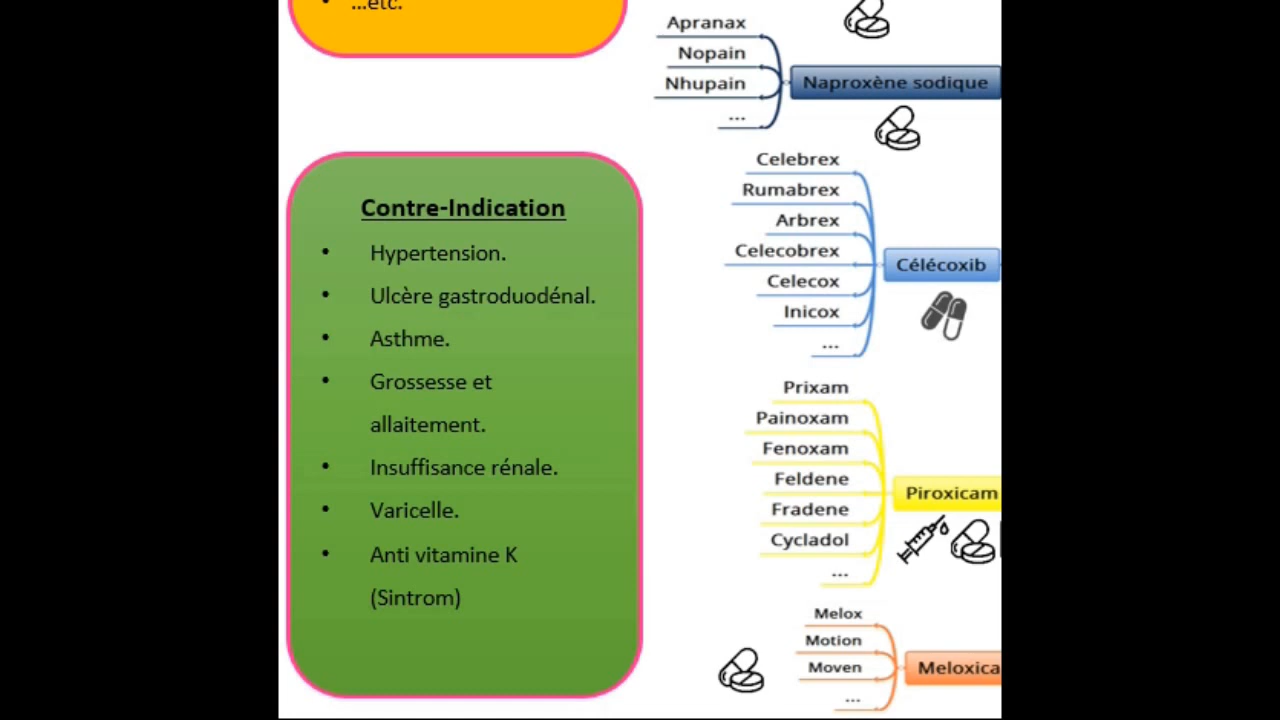 ...etc.
Contre-Indication
• Hypertension.
• Ulcère gastroduodénal.
• Asthme.
• Grossesse et
allaitement.
• Insuffisance rénale.
• Varicelle.
• Anti vitamine K
(Sintrom)
Apranax
Nopain
Nhupain
...
Naproxène sodique
Celebrex
Rumabrex
Arbrex
Celecobrex
Celecox
Inicox
...
Célécoxib
Prixam
Painoxam
Fenoxam
Feldene
Fradene
Cycladol
...
Piroxicam
Melox
Motion
Moven
...
Meloxica